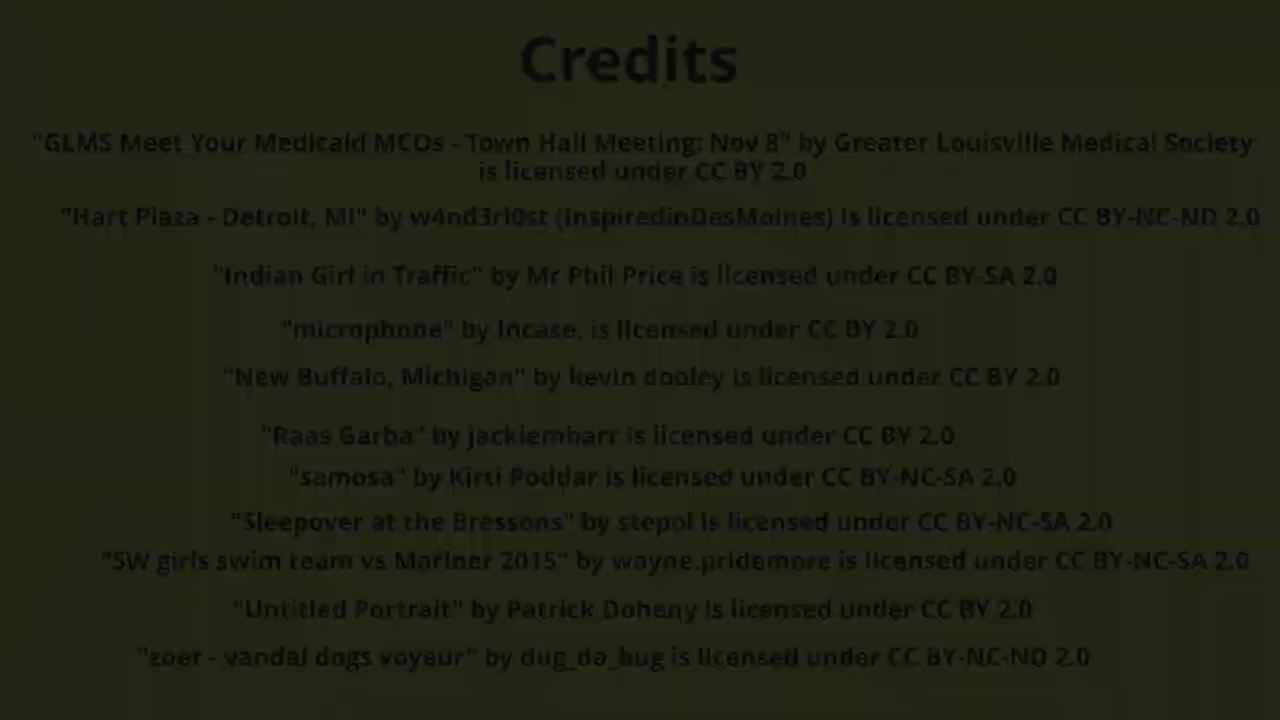 Credits
"GLMS Meet Your Medicaid MCOs - Town Hall Meeting: Nov 8" by Greater Louisville Medical Society
is licensed under CC BY 2.0
"Hart Plaza - Detroit, MI" by w4nd3rl0st (InspiredinDesMoines) is licensed under CC BY-NC-ND 2.0
"Indian Girl in Traffic" by Mr Phil Price is licensed under CC BY-SA 2.0
"microphone" by Incase. is licensed under CC BY 2.0
"New Buffalo, Michigan" by kevin dooley is licensed under CC BY 2.0
"Raas Garba" by jackiembarr is licensed under CC BY 2.0
"samosa" by Kirti Poddar is licensed under CC BY-NC-SA 2.0
"Sleepover at the Bressons" by stepol is licensed under CC BY-NC-SA 2.0
"SW girls swim team vs Mariner 2015" by wayne.pridemore is licensed under CC BY-NC-SA 2.0
"Untitled Portrait" by Patrick Doheny is licensed under CC BY 2.0
"zoer - vandal dogs voyeur" by dug_da_bug is licensed under CC BY-NC-ND 2.0